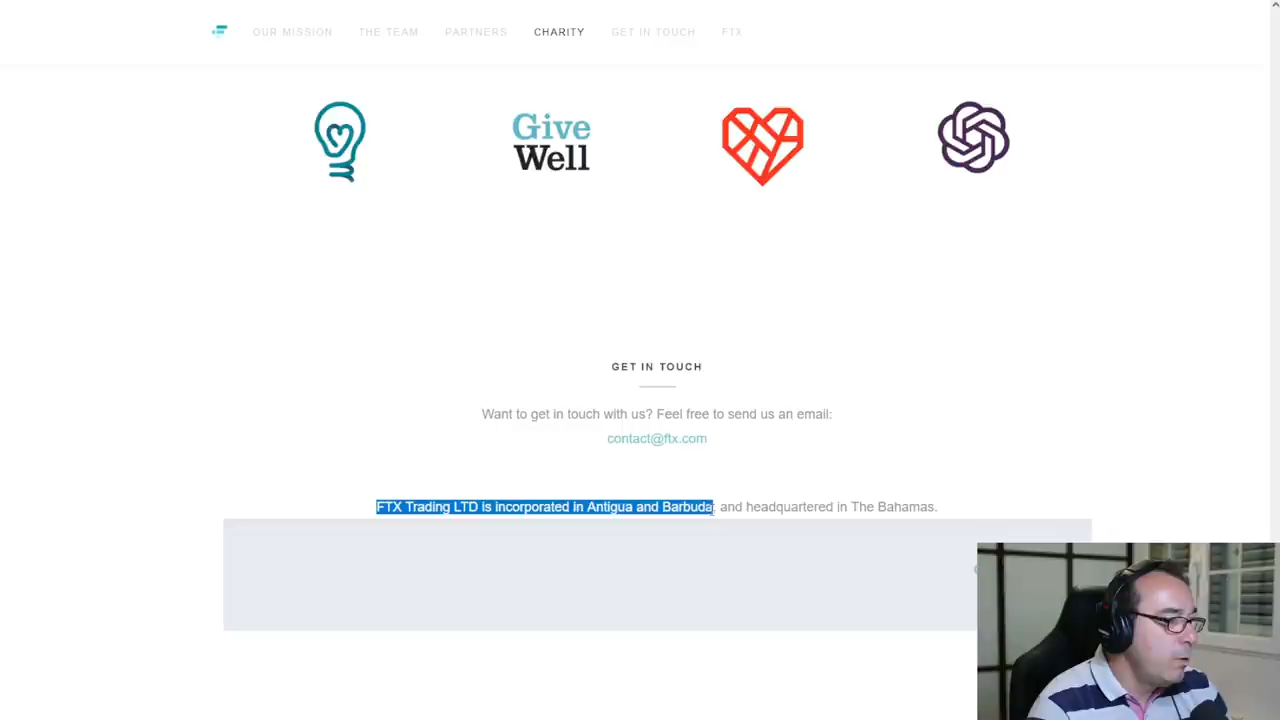 OUR MISSION THE TEAM PARTNERS CHARITY GET IN TOUCH FTX
Give
Well
GET IN TOUCH
Want to get in touch with us? Feel free to send us an email:
contact@ftx.com
FTX Trading LTD is incorporated in Antigua and Barbuda, and headquartered in The Bahamas.